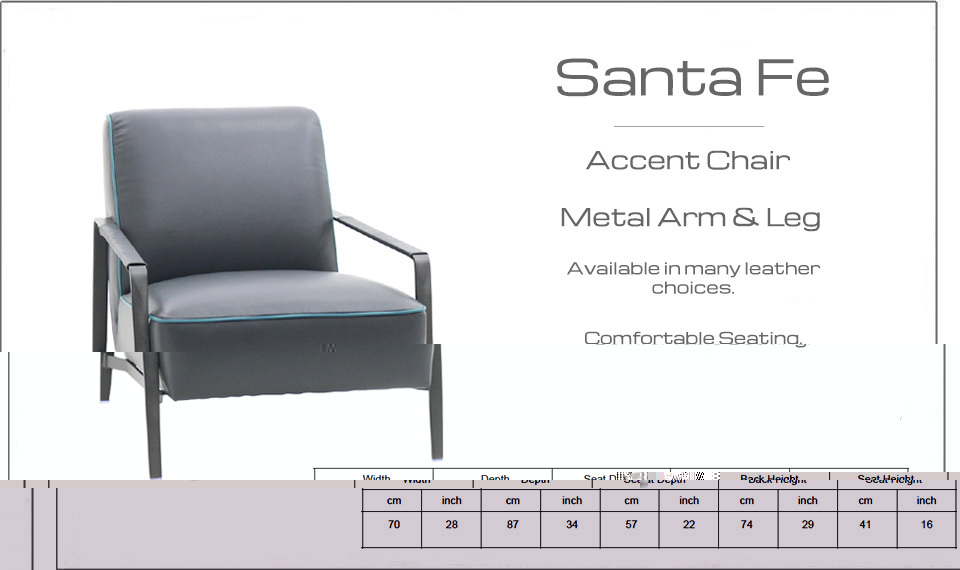 Santa Fe
Accent Chair
Metal Arm & Leg
Available in many leather
choices.
Comfortable Seating.
Width Depth Back Height Seat Height
cm inch cm inch cm inch cm inch cm inch
70 28 87 34 57 22 74 29 41 16